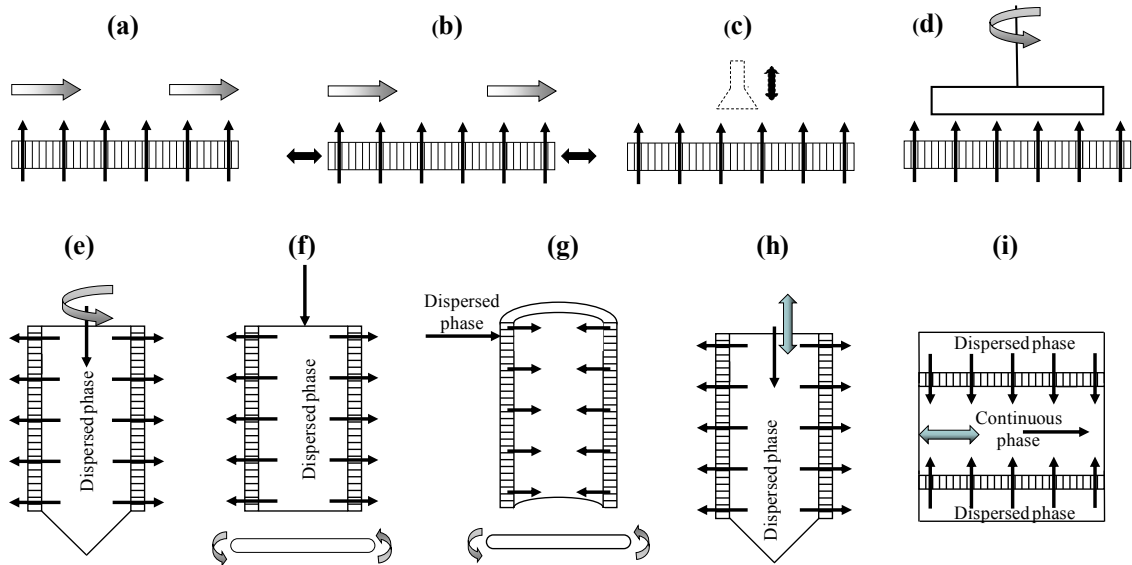 (a)
(b)
(c)
(d)
(e)
Dispersed phase
(f)
Dispersed phase
(g)
Dispersed
phase
(h)
Dispersed phase
(i)
Dispersed phase
Continuous
phase
Dispersed phase